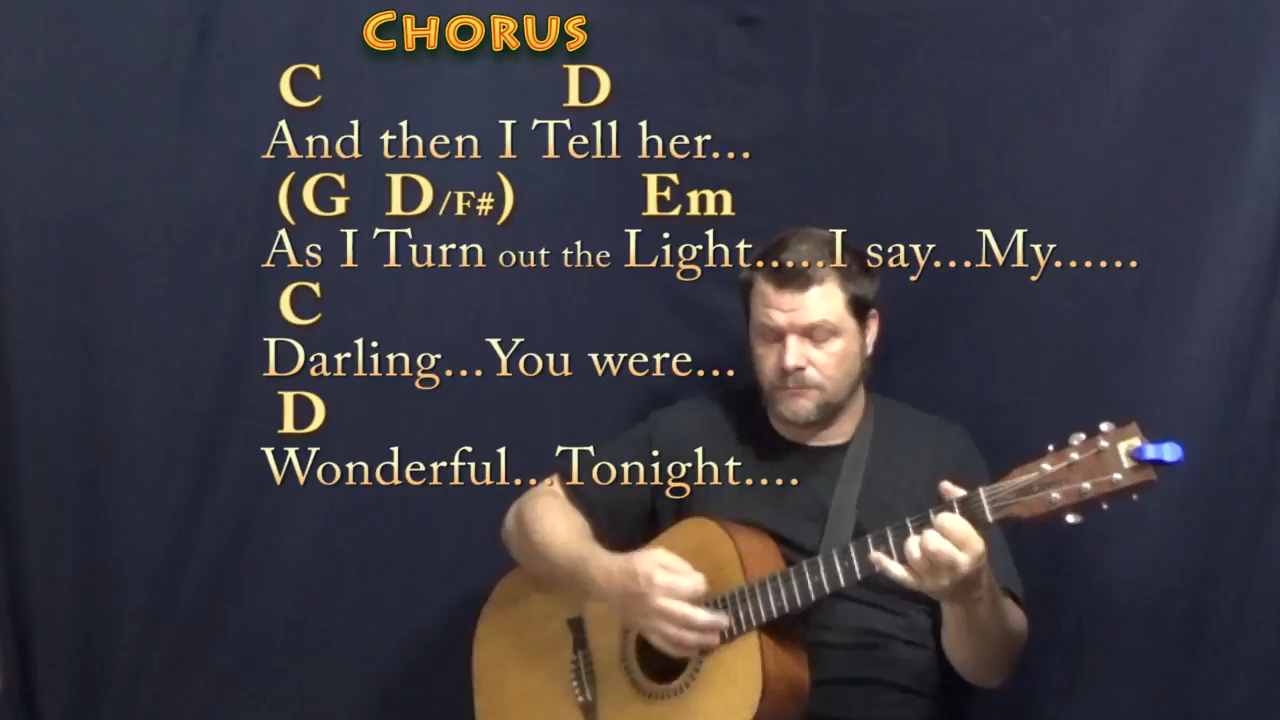 CHORUS
C D
And then I Tell her...
(G D/F#) Em
As I Turn out the Light.....I say...My......
C
Darling...You were...
D
Wonderful...Tonight....